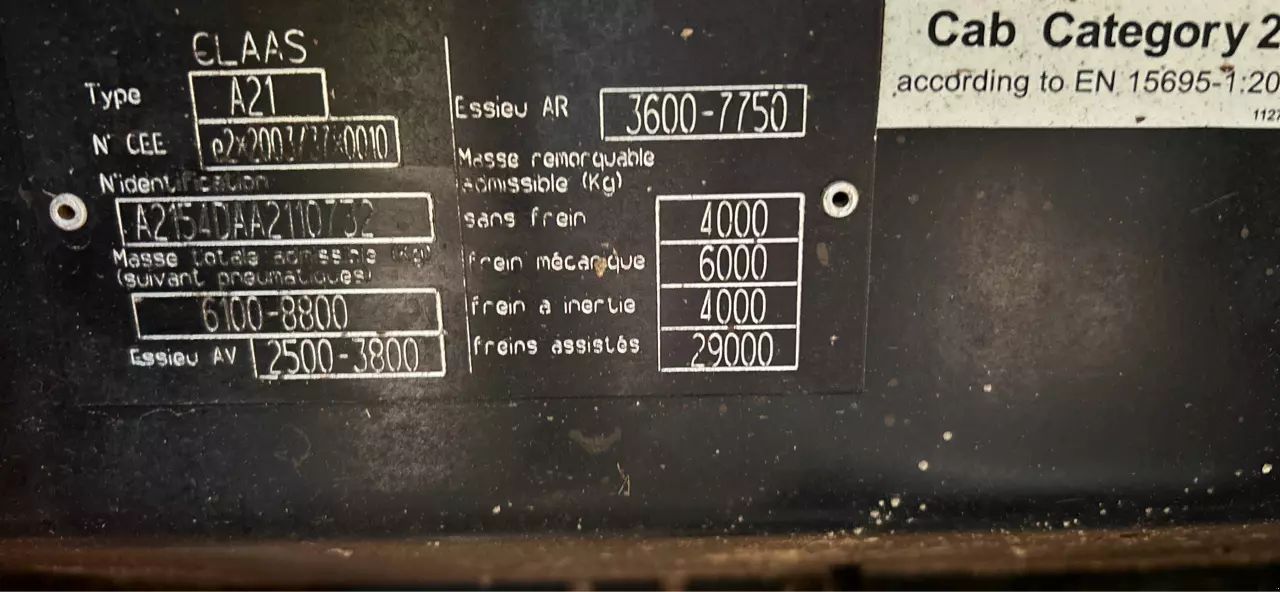 CLAAS
Type A21
N° CEE e2*2003/37*0010
N°identification
A2154DAA2110732
Masse totale admissible (Kg)
(suivant pneumatiques)
6100-8800
Essieu AV 2500-3800
Essieu AR 3600-7750
Masse remorquable
admissible (Kg)
sans frein 4000
frein mécanique 6000
frein a inertie 4000
freins assistés 29000
Cab Category 2
according to EN 15695-1:20
1127